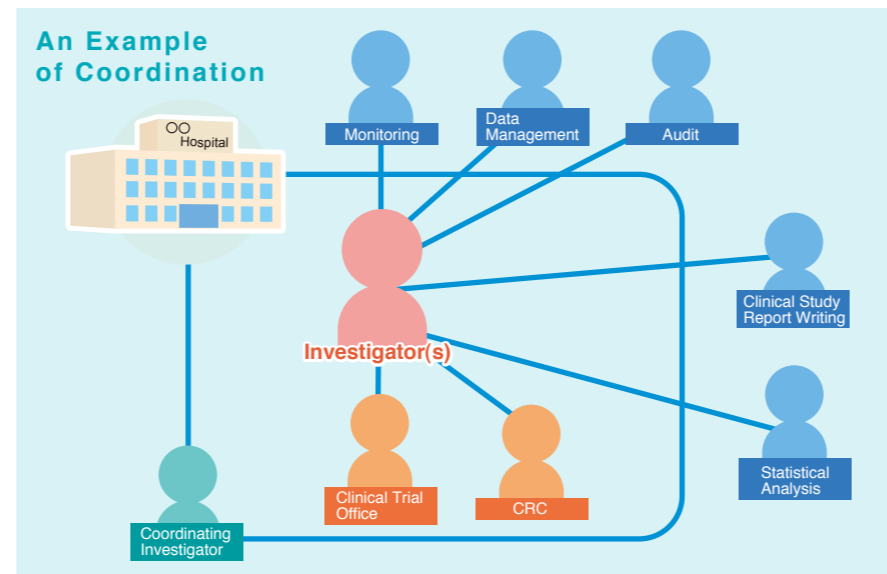 An Example
of Coordination
○○
Hospital
Monitoring
Data
Management
Audit
Clinical Study
Report Writing
Investigator(s)
Statistical
Analysis
Clinical Trial
Office
CRC
Coordinating
Investigator